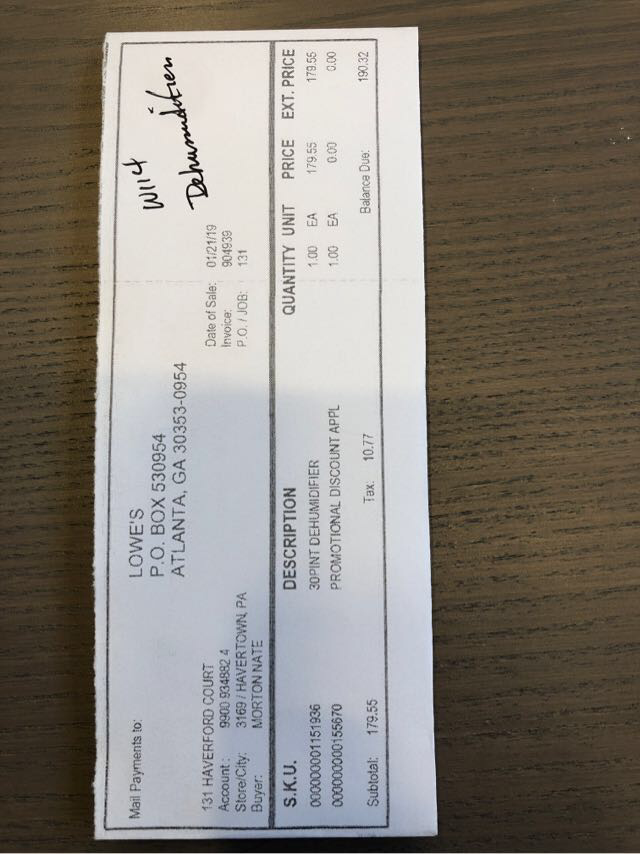 Mail Payments to:
LOWE'S
P.O. BOX 530954
ATLANTA, GA 30353-0954
W114
Dehumidifier
131 HAVERFORD COURT
Account : 9900 934882 4
Store/City: 3169 / HAVERTOWN, PA
Buyer: MORTON NATE
Date of Sale: 01/21/19
Invoice: 904939
P.O. / JOB: 131
S.K.U. DESCRIPTION QUANTITY UNIT PRICE EXT. PRICE
000000001151936 30PINT DEHUMIDIFIER 1.00 EA 179.55 179.55
000000000155670 PROMOTIONAL DISCOUNT APPL 1.00 EA 0.00 0.00
Subtotal: 179.55 Tax: 10.77 Balance Due: 190.32